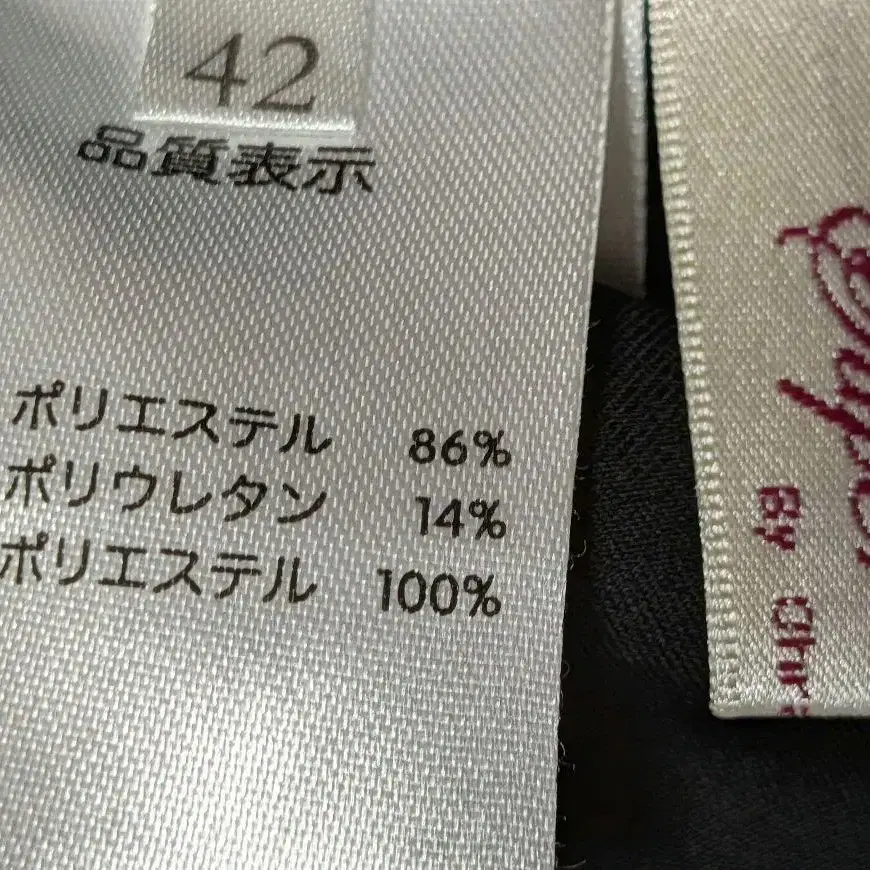 42
品質表示
ポリエステル 86%
ポリウレタン 14%
ポリエステル 100%
By